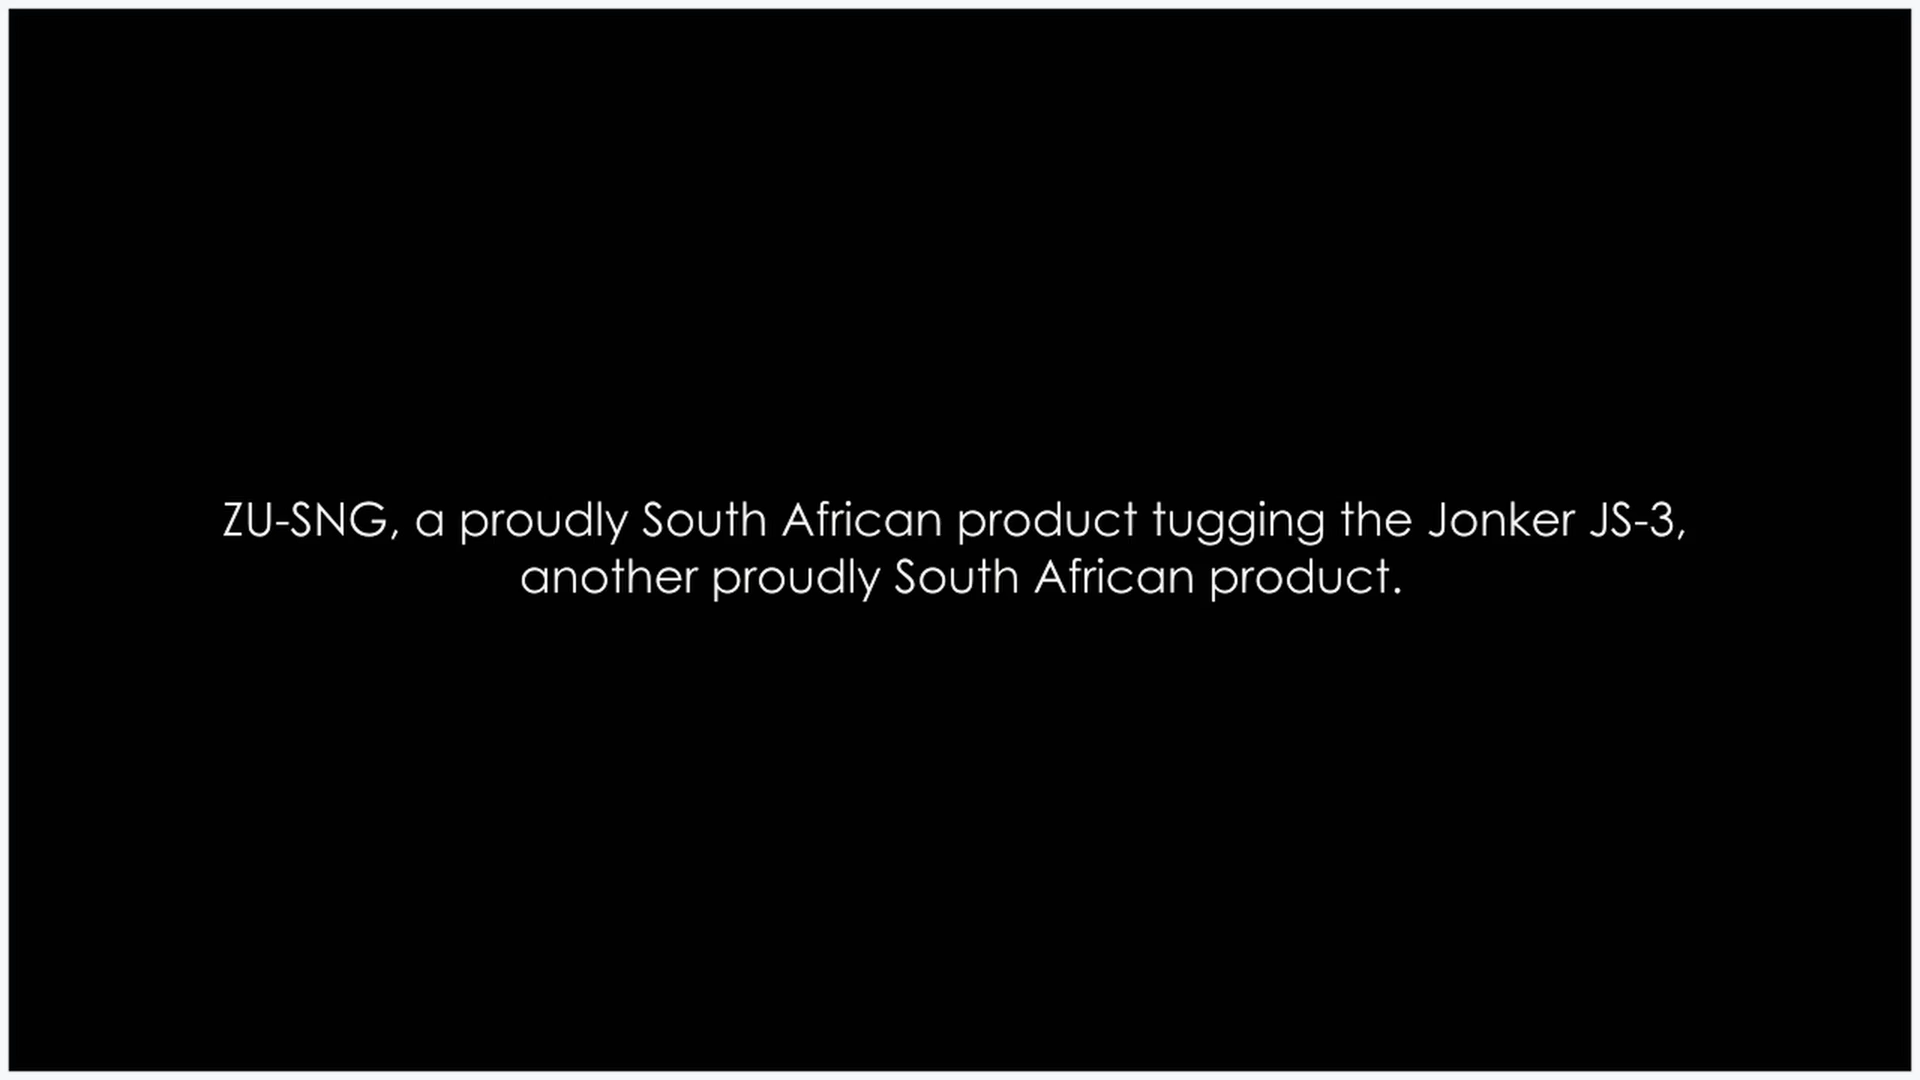 ZU-SNG, a proudly South African product tugging the Jonker JS-3,
another proudly South African product.